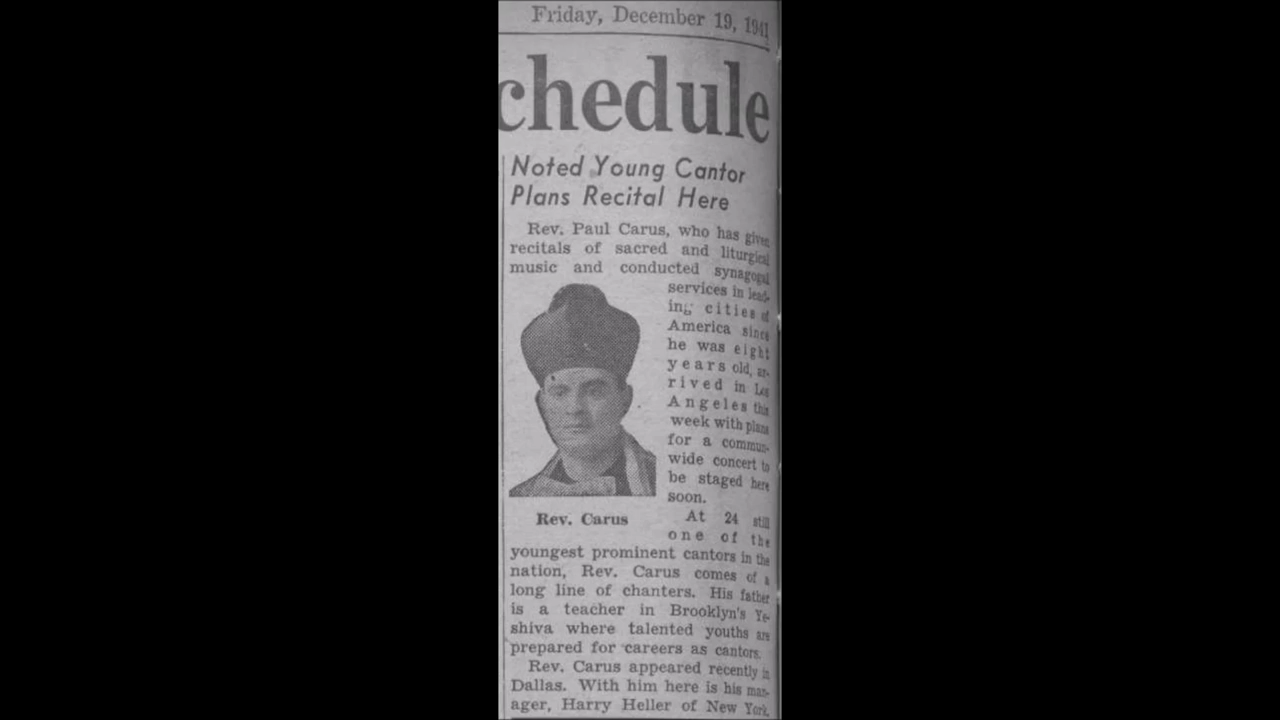 Friday, December 19, 1941
chedule
Noted Young Cantor
Plans Recital Here
Rev. Paul Carus, who has given
recitals of sacred and liturgical
music and conducted synagogal
services in lead-
ing cities of
America since
he was eight
years old, ar-
rived in Los
Angeles this
week with plans
for a commun-
wide concert to
be staged here
soon.
Rev. Carus
At 24 still
one of the
youngest prominent cantors in the
nation, Rev. Carus comes of a
long line of chanters. His father
is a teacher in Brooklyn's Ye-
shiva where talented youths are
prepared for careers as cantors.
Rev. Carus appeared recently in
Dallas. With him here is his man-
ager, Harry Heller of New York.